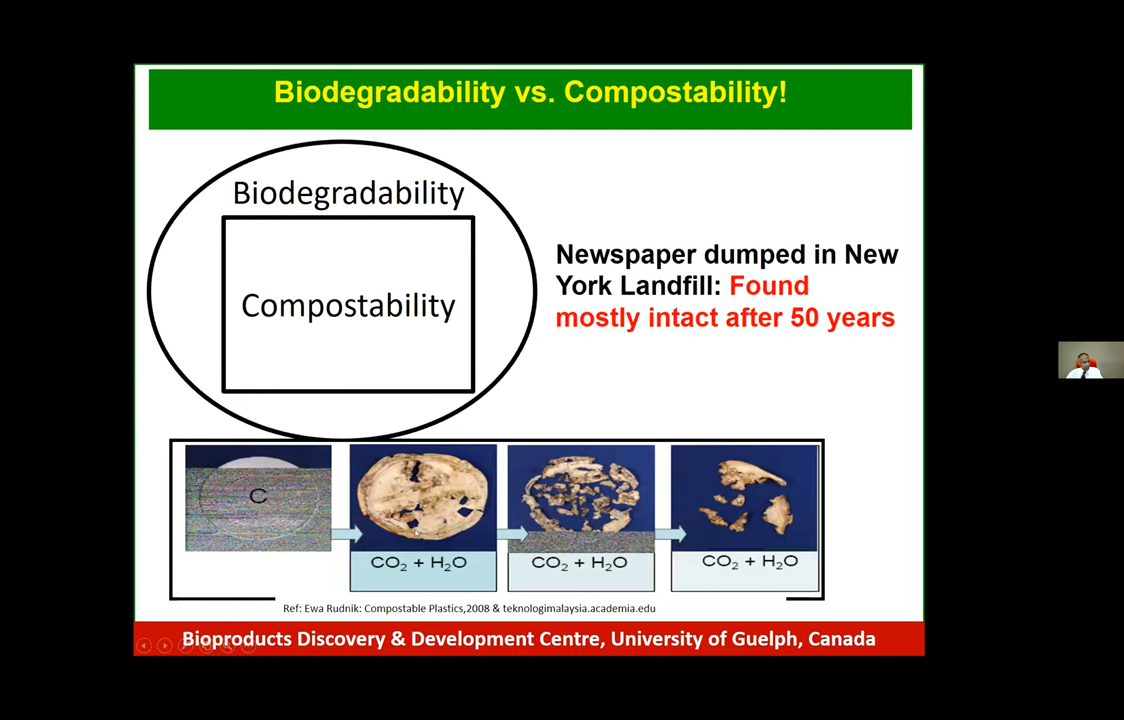 Biodegradability vs. Compostability!
Biodegradability
Compostability
Newspaper dumped in New
York Landfill: Found
mostly intact after 50 years
C
CO₂ + H₂O
CO₂ + H₂O
CO₂ + H₂O
Ref: Ewa Rudnik: Compostable Plastics,2008 & teknologimalaysia.academia.edu
Bioproducts Discovery & Development Centre, University of Guelph, Canada